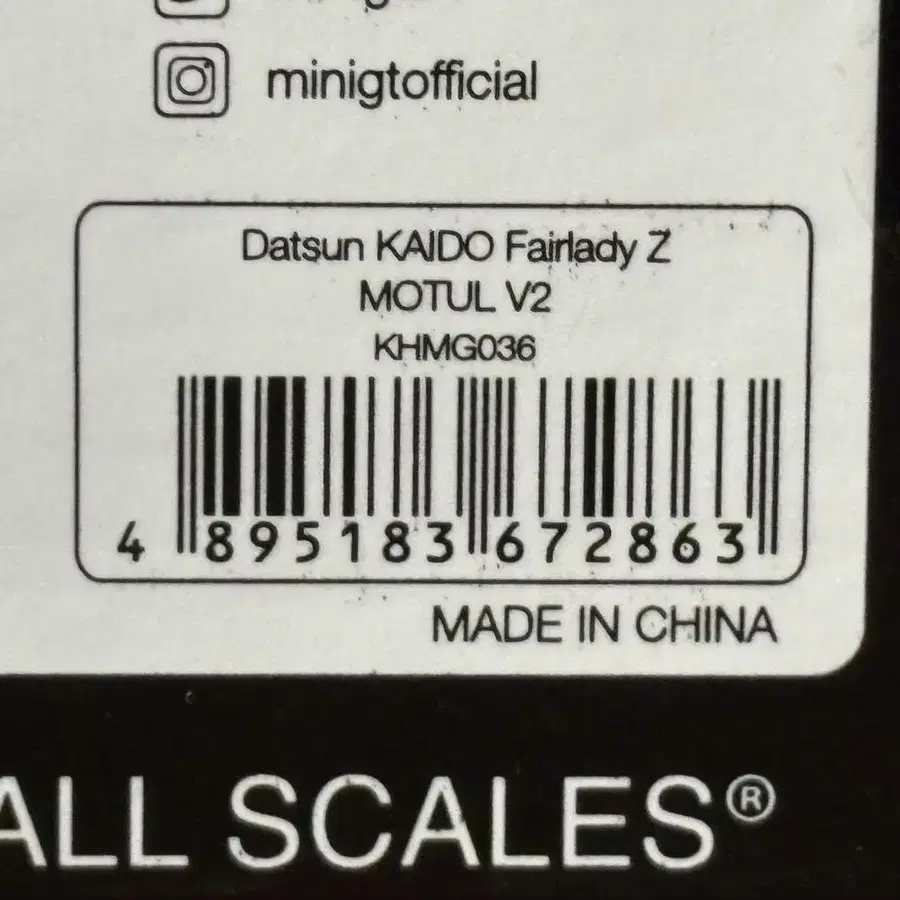 minigtofficial
Datsun KAIDO Fairlady Z
MOTUL V2
KHMG036
4 895183 672863
MADE IN CHINA
ALL SCALES®